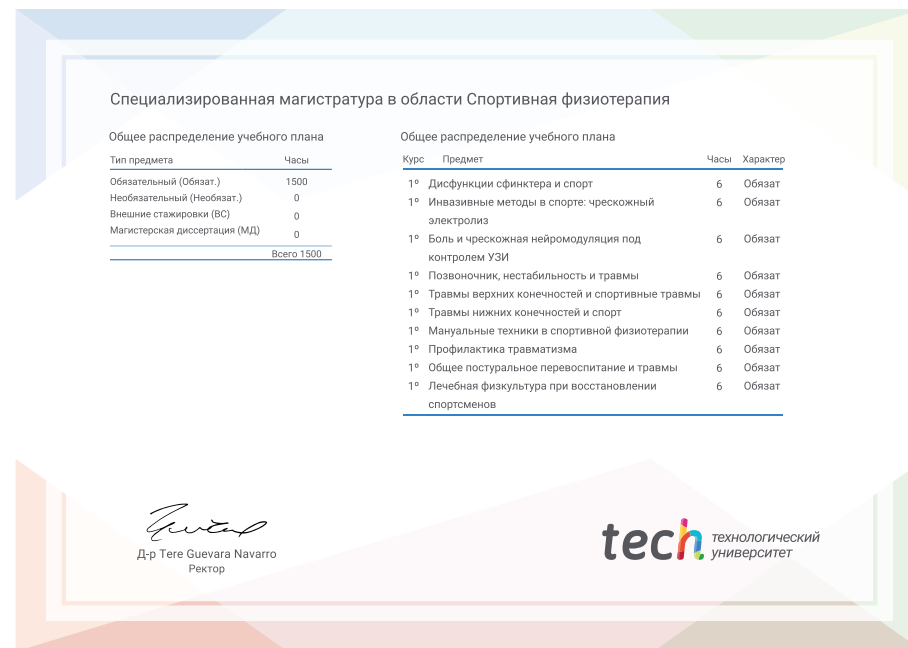 Специализированная магистратура в области Спортивная физиотерапия
Общее распределение учебного плана
Тип предмета Часы
Обязательный (Обязат.) 1500
Необязательный (Необязат.) 0
Внешние стажировки (ВС) 0
Магистерская диссертация (МД) 0
Всего 1500
Общее распределение учебного плана
Курс Предмет Часы Характер
1º Дисфункции сфинктера и спорт 6 Обязат
1º Инвазивные методы в спорте: чрескожный 6 Обязат
электролиз
1º Боль и чрескожная нейромодуляция под 6 Обязат
контролем УЗИ
1º Позвоночник, нестабильность и травмы 6 Обязат
1º Травмы верхних конечностей и спортивные травмы 6 Обязат
1º Травмы нижних конечностей и спорт 6 Обязат
1º Мануальные техники в спортивной физиотерапии 6 Обязат
1º Профилактика травматизма 6 Обязат
1º Общее постуральное перевоспитание и травмы 6 Обязат
1º Лечебная физкультура при восстановлении 6 Обязат
спортсменов
Д-р Tere Guevara Navarro
Ректор
tech технологический
университет